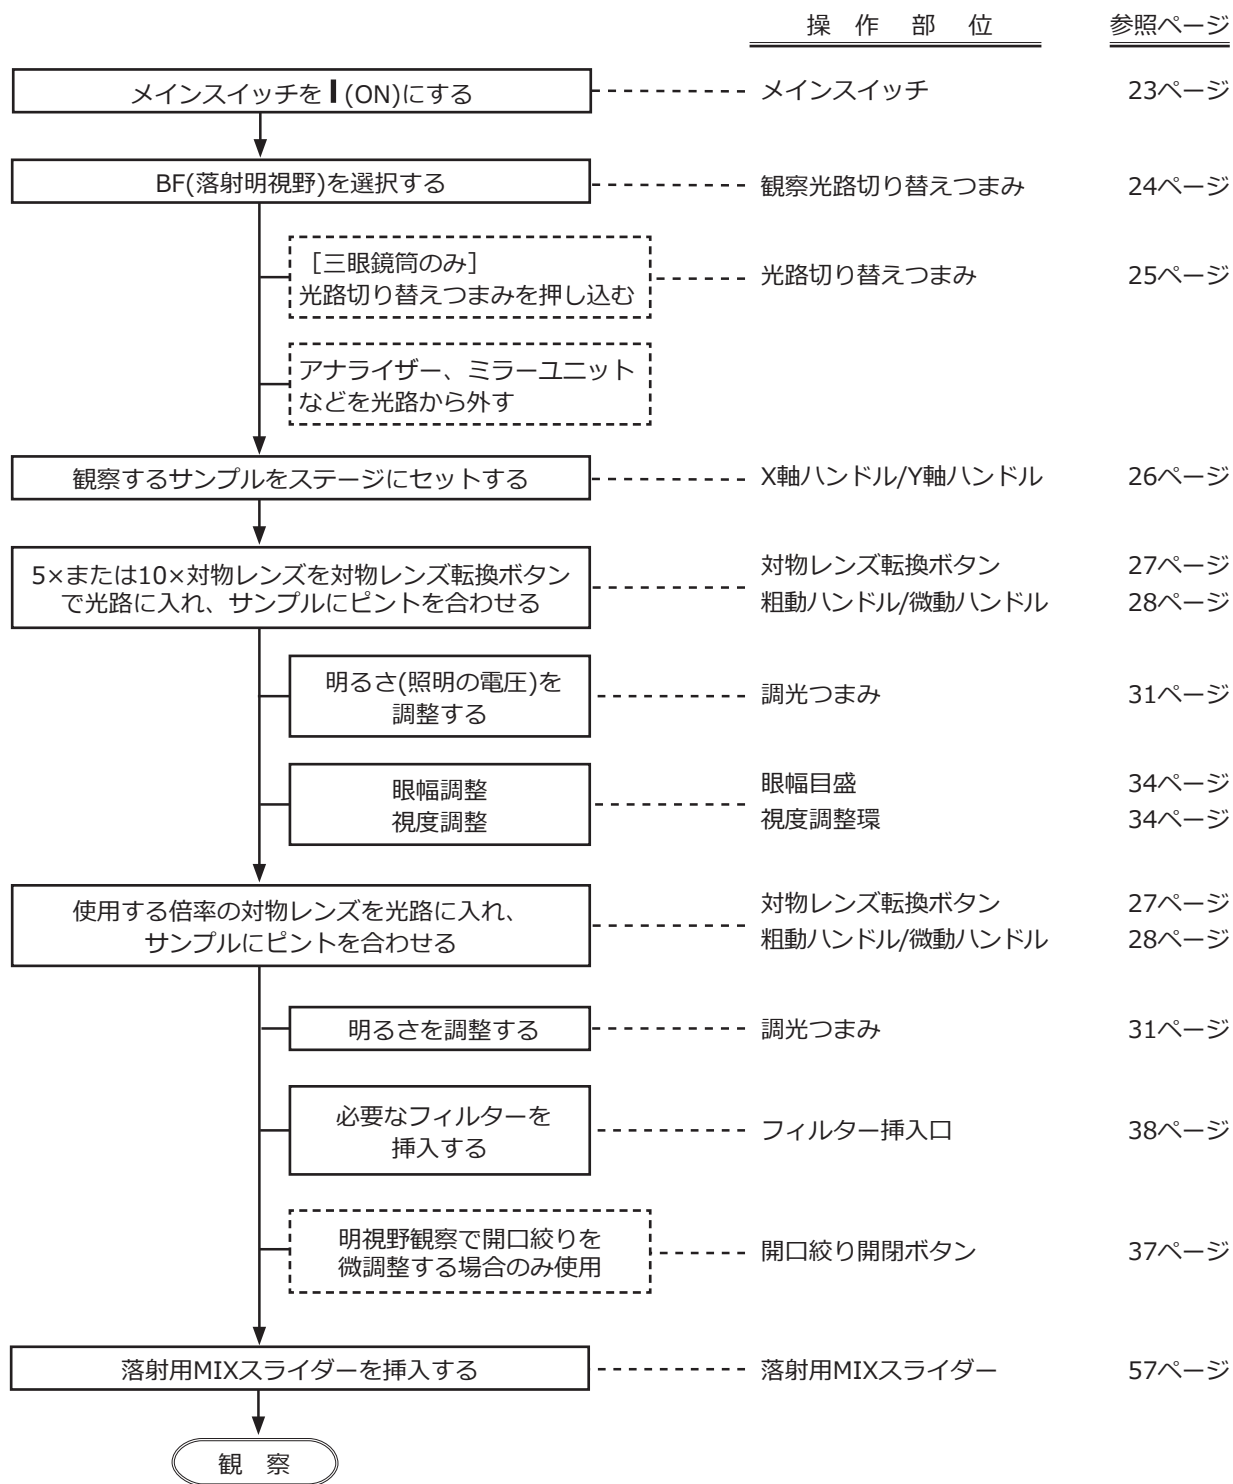 操 作 部 位 参照ページ
メインスイッチを I (ON)にする メインスイッチ 23ページ
BF(落射明視野)を選択する 観察光路切り替えつまみ 24ページ
[三眼鏡筒のみ]
光路切り替えつまみを押し込む 光路切り替えつまみ 25ページ
アナライザー、ミラーユニット
などを光路から外す
観察するサンプルをステージにセットする X軸ハンドル/Y軸ハンドル 26ページ
5×または10×対物レンズを対物レンズ転換ボタン
で光路に入れ、サンプルにピントを合わせる
対物レンズ転換ボタン 27ページ
粗動ハンドル/微動ハンドル 28ページ
明るさ(照明の電圧)を
調整する
調光つまみ 31ページ
眼幅調整
視度調整
眼幅目盛 34ページ
視度調整環 34ページ
使用する倍率の対物レンズを光路に入れ、
サンプルにピントを合わせる
対物レンズ転換ボタン 27ページ
粗動ハンドル/微動ハンドル 28ページ
明るさを調整する 調光つまみ 31ページ
必要なフィルターを
挿入する
フィルター挿入口 38ページ
明視野観察で開口絞りを
微調整する場合のみ使用
開口絞り開閉ボタン 37ページ
落射用MIXスライダーを挿入する 落射用MIXスライダー 57ページ
観 察